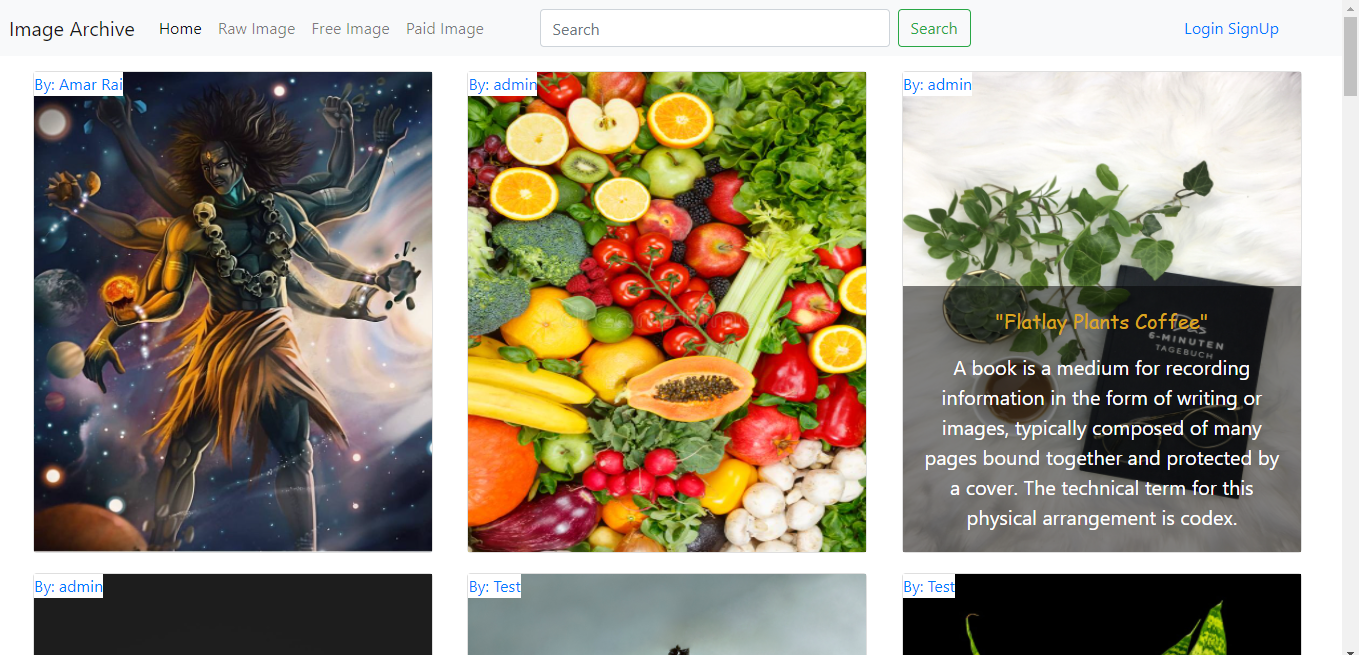 Image Archive
Home
Raw Image
Free Image
Paid Image
Search
Search
Login SignUp
By: Amar Rai
By: admin
By: admin
"Flatlay Plants Coffee"
6-MINUTEN
TAGEBUCH
A book is a medium for recording
information in the form of writing or
images, typically composed of many
pages bound together and protected by
a cover. The technical term for this
physical arrangement is codex.
By: admin
By: Test
By: Test